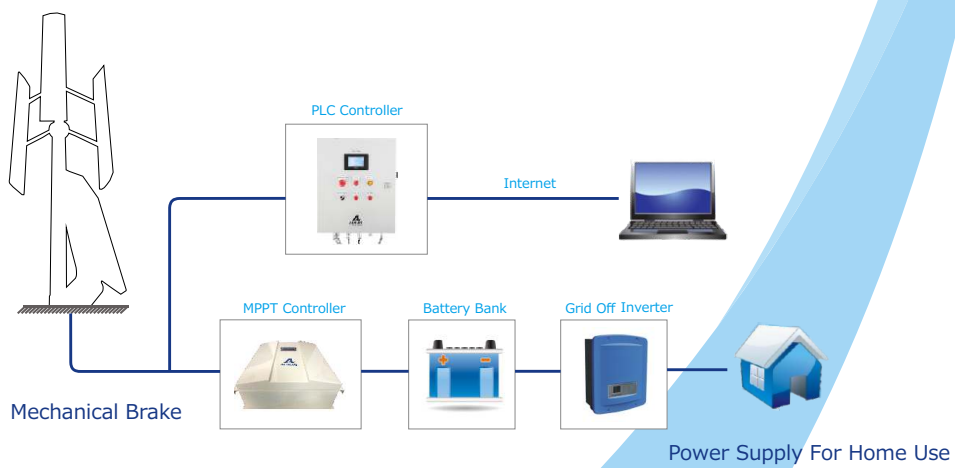 PLC Controller
Internet
MPPT Controller
Battery Bank
Grid Off Inverter
Mechanical Brake
Power Supply For Home Use